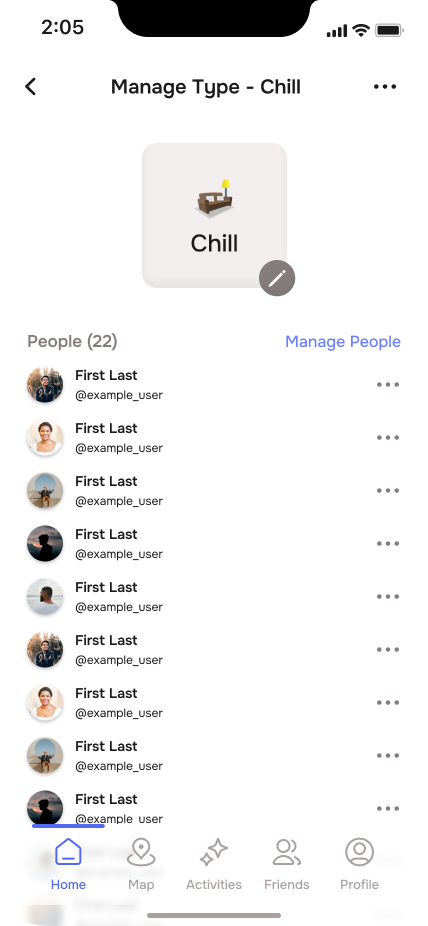 2:05
Manage Type - Chill
Chill
People (22)
Manage People
First Last
@example_user
First Last
@example_user
First Last
@example_user
First Last
@example_user
First Last
@example_user
First Last
@example_user
First Last
@example_user
First Last
@example_user
First Last
@example_user
Home
Map
Activities
Friends
Profile